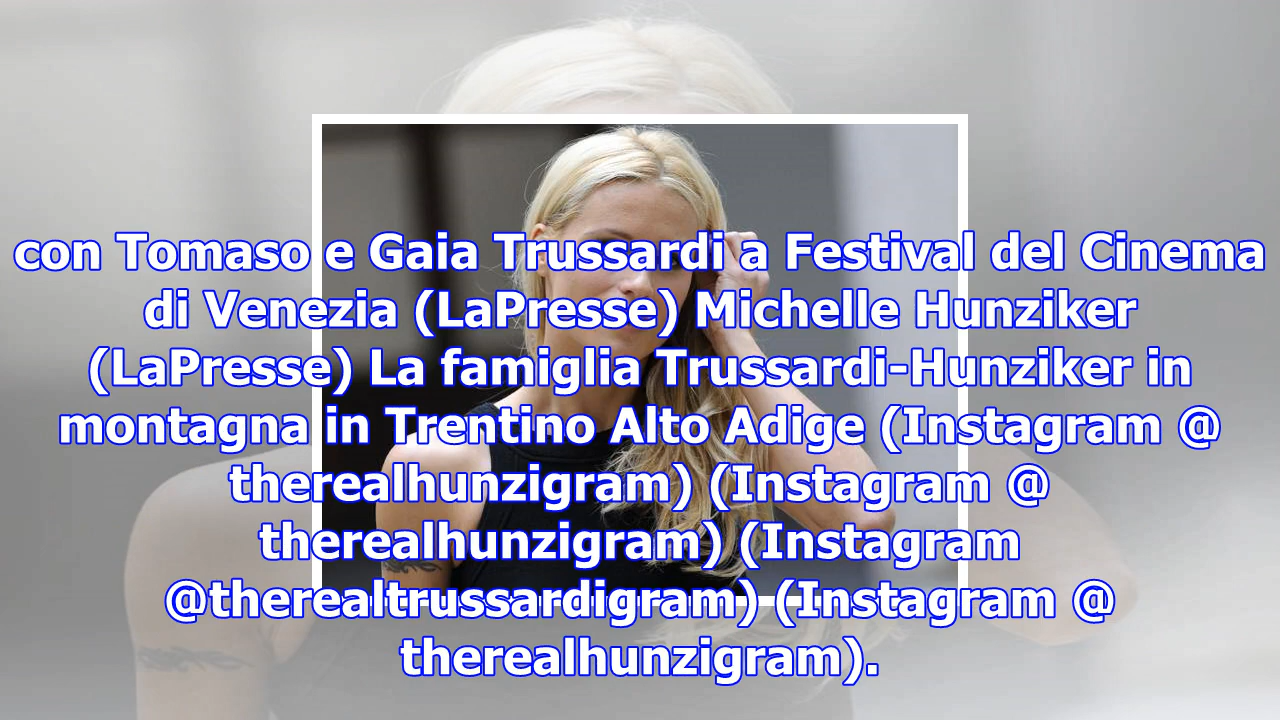 con Tomaso e Gaia Trussardi a Festival del Cinema
di Venezia (LaPresse) Michelle Hunziker
(LaPresse) La famiglia Trussardi-Hunziker in
montagna in Trentino Alto Adige (Instagram @
therealhunzigram) (Instagram @
therealhunzigram) (Instagram
@therealtrussardigram) (Instagram @
therealhunzigram).